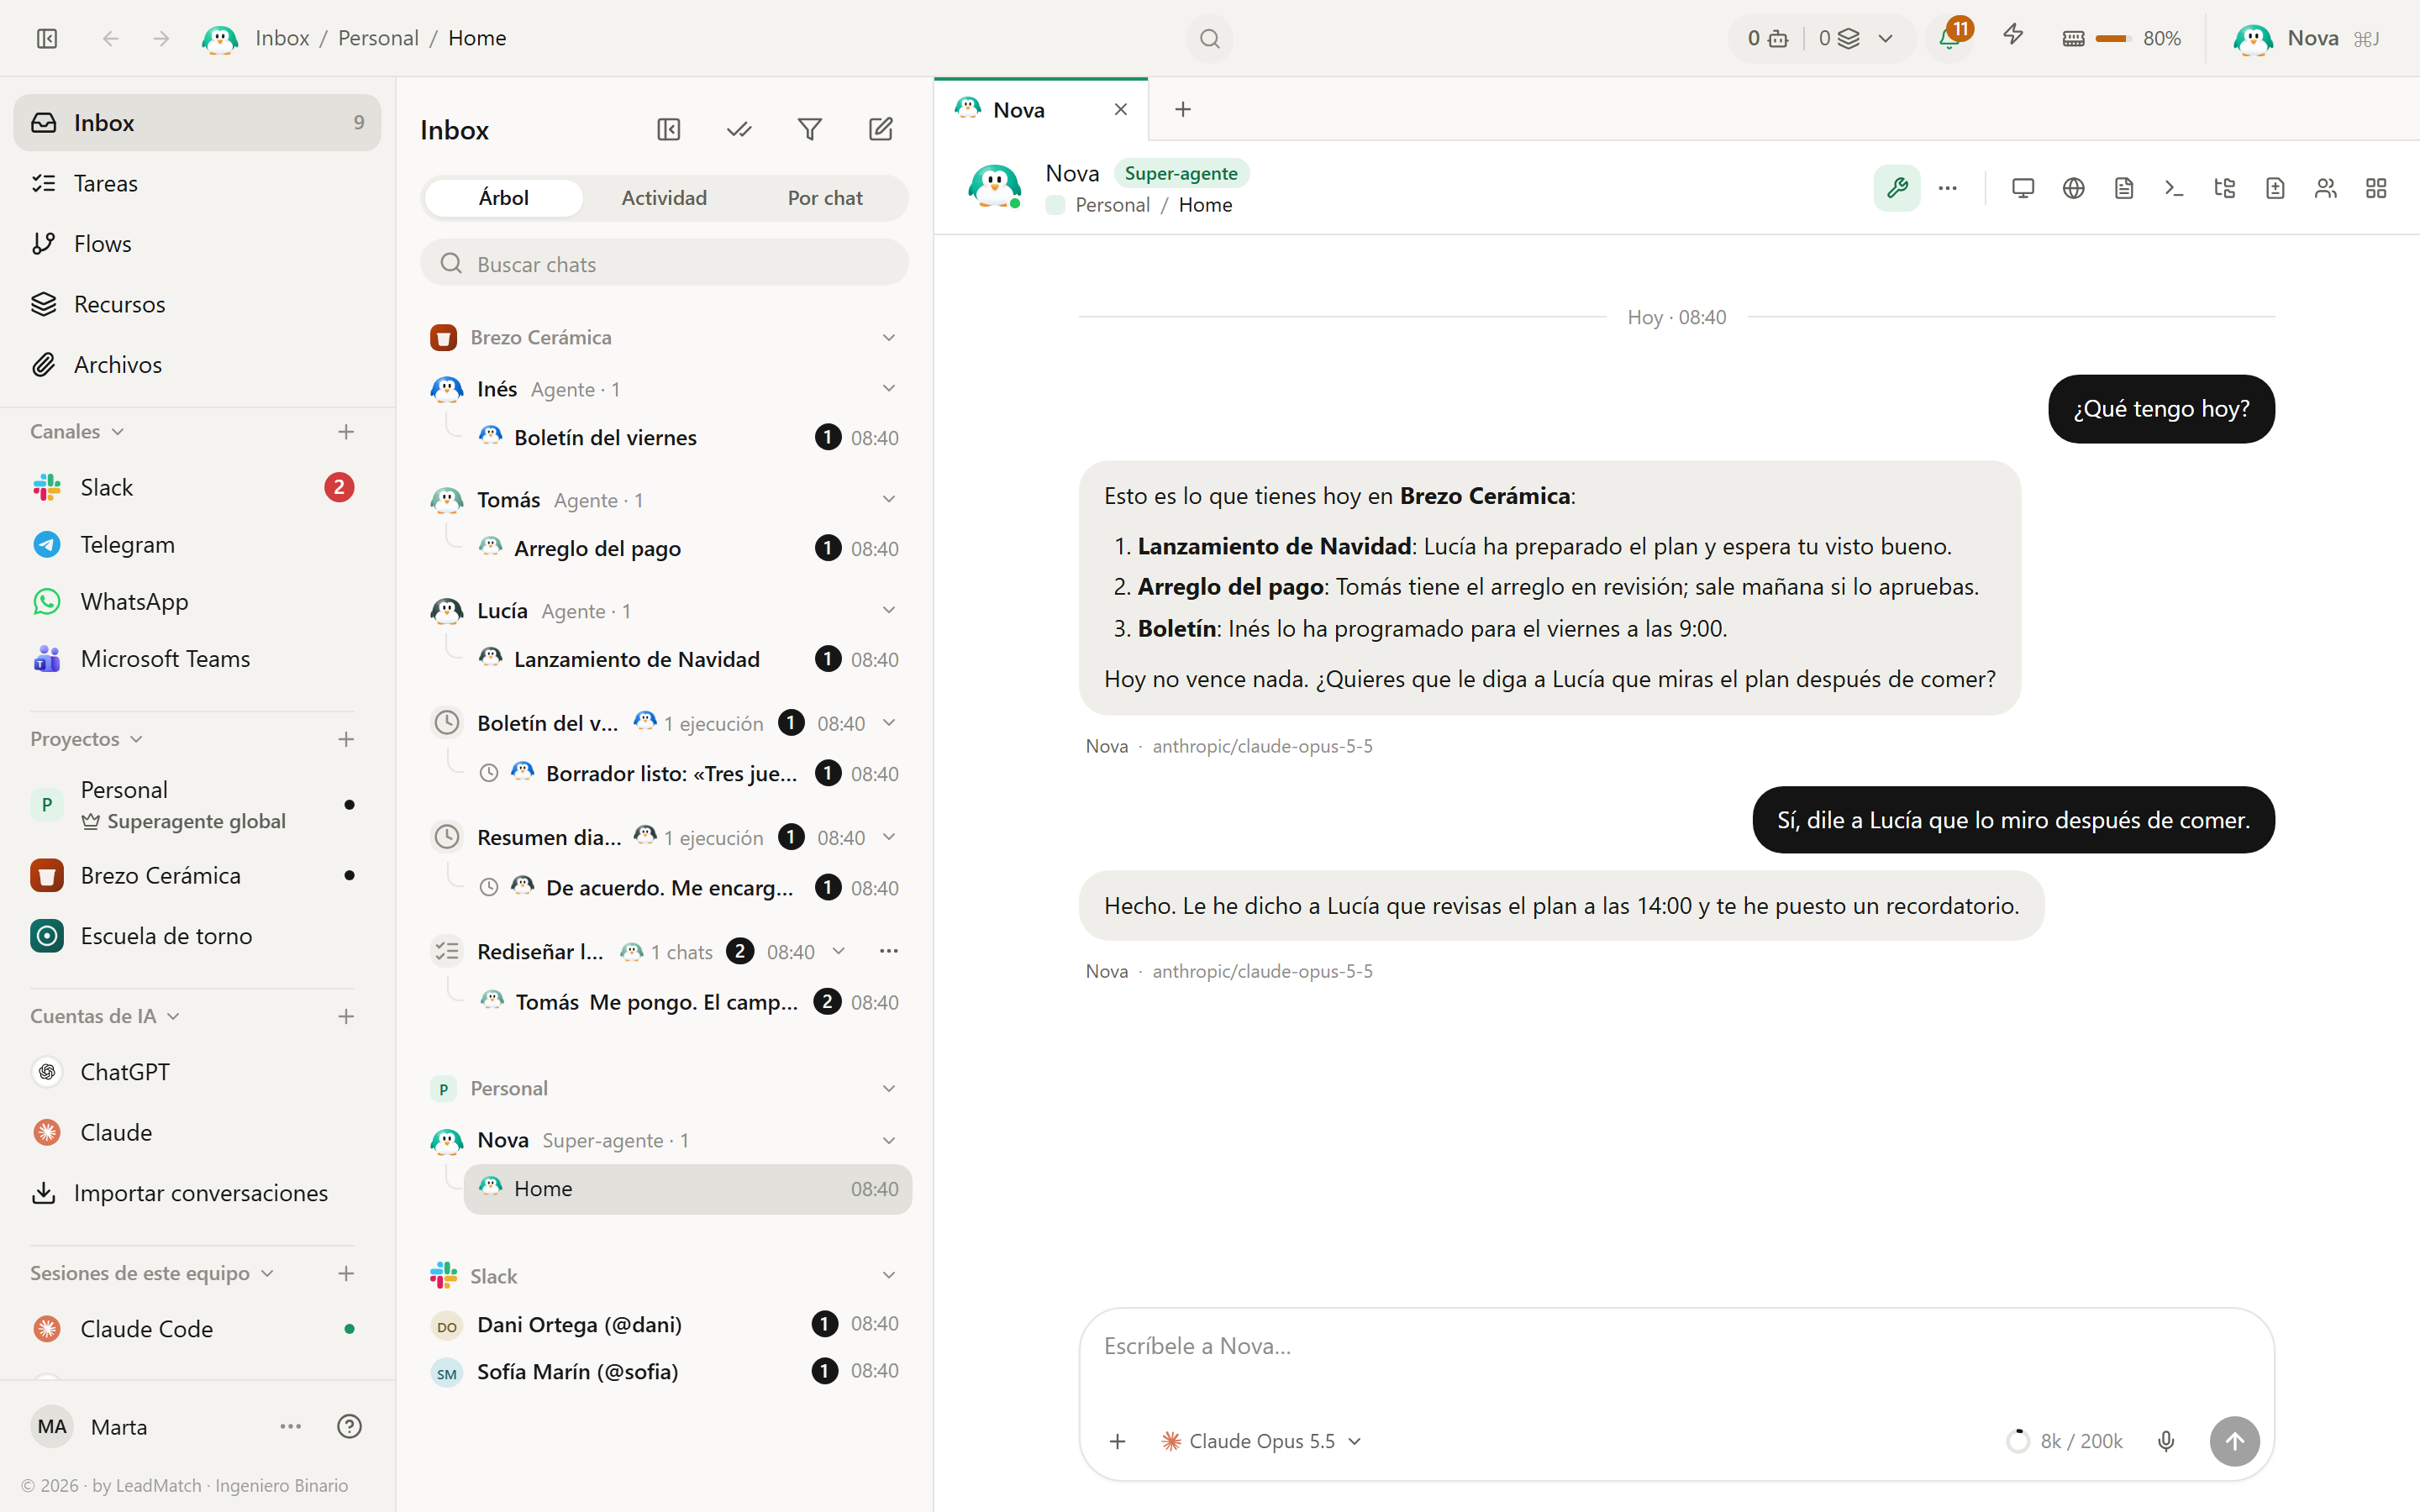 Inbox / Personal / Home
0
0
11
80%
Nova ⌘J
Inbox 9
Tareas
Flows
Recursos
Archivos
Canales
Slack 2
Telegram
WhatsApp
Microsoft Teams
Proyectos
P Personal
Superagente global
Brezo Cerámica
Escuela de torno
Cuentas de IA
ChatGPT
Claude
Importar conversaciones
Sesiones de este equipo
Claude Code
MA Marta
© 2026 · by LeadMatch · Ingeniero Binario
Inbox
Árbol Actividad Por chat
Buscar chats
Brezo Cerámica
Inés Agente · 1
Boletín del viernes 1 08:40
Tomás Agente · 1
Arreglo del pago 1 08:40
Lucía Agente · 1
Lanzamiento de Navidad 1 08:40
Boletín del v... 1 ejecución 1 08:40
Borrador listo: «Tres jue... 1 08:40
Resumen dia... 1 ejecución 1 08:40
De acuerdo. Me encarg... 1 08:40
Rediseñar l... 1 chats 2 08:40
Tomás Me pongo. El camp... 2 08:40
P Personal
Nova Super-agente · 1
Home 08:40
Slack
DO Dani Ortega (@dani) 1 08:40
SM Sofía Marín (@sofia) 1 08:40
Nova
Nova Super-agente
Personal / Home
Hoy · 08:40
¿Qué tengo hoy?
Esto es lo que tienes hoy en Brezo Cerámica:
1. Lanzamiento de Navidad: Lucía ha preparado el plan y espera tu visto bueno.
2. Arreglo del pago: Tomás tiene el arreglo en revisión; sale mañana si lo apruebas.
3. Boletín: Inés lo ha programado para el viernes a las 9:00.
Hoy no vence nada. ¿Quieres que le diga a Lucía que miras el plan después de comer?
Nova · anthropic/claude-opus-5-5
Sí, dile a Lucía que lo miro después de comer.
Hecho. Le he dicho a Lucía que revisas el plan a las 14:00 y te he puesto un recordatorio.
Nova · anthropic/claude-opus-5-5
Escríbele a Nova...
Claude Opus 5.5
8k / 200k